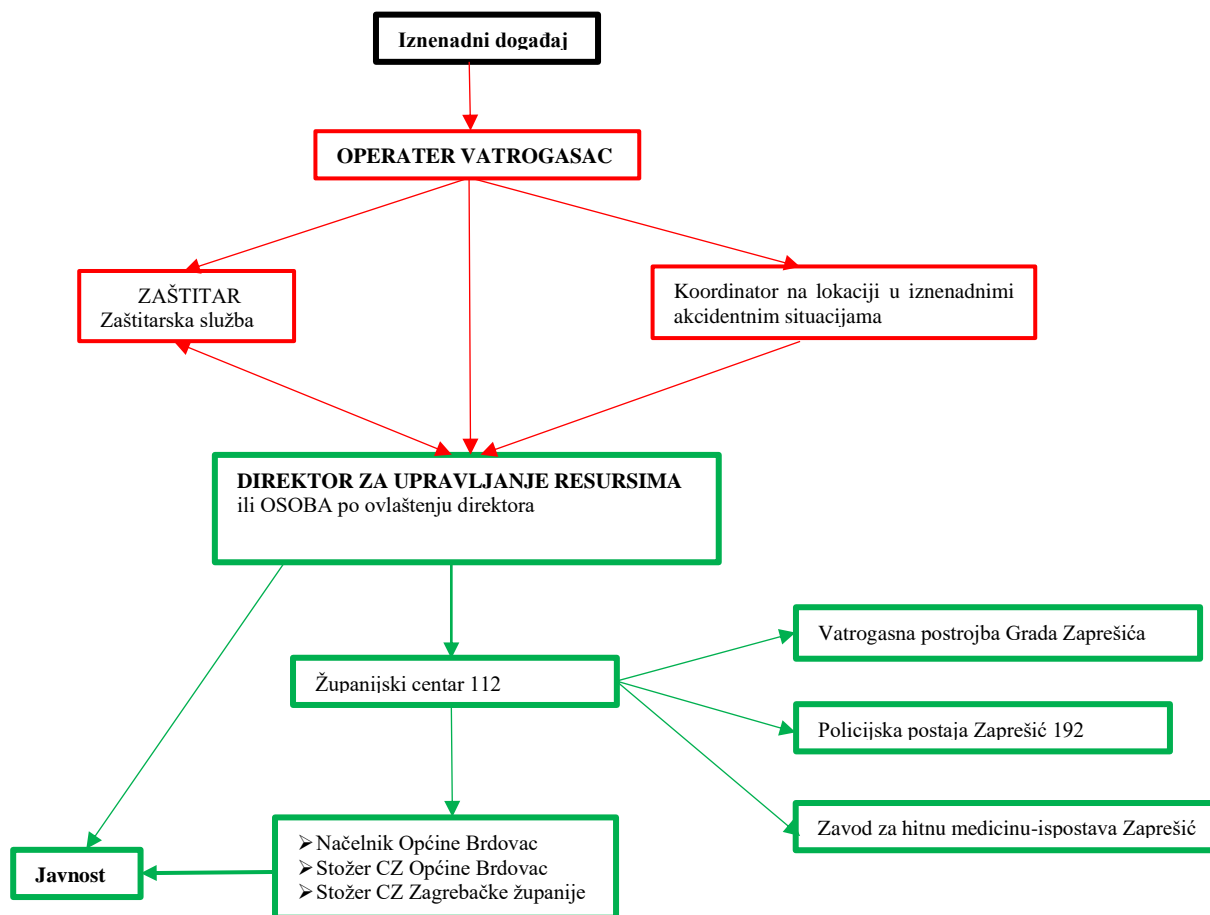 Iznenadni događaj
OPERATER VATROGASAC
ZAŠTITAR
Zaštitarska služba
Koordinator na lokaciji u iznenadnimi
akcidentnim situacijama
DIREKTOR ZA UPRAVLJANJE RESURSIMA
ili OSOBA po ovlaštenju direktora
Vatrogasna postrojba Grada Zaprešića
Županijski centar 112
Policijska postaja Zaprešić 192
Zavod za hitnu medicinu-ispostava Zaprešić
➢Načelnik Općine Brdovac
➢Stožer CZ Općine Brdovac
➢Stožer CZ Zagrebačke županije
Javnost